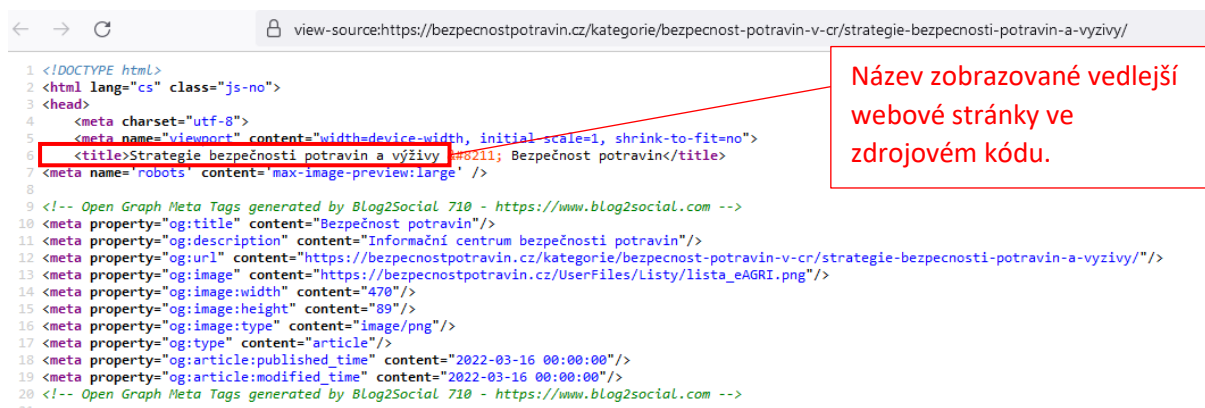 view-source:https://bezpecnostpotravin.cz/kategorie/bezpecnost-potravin-v-cr/strategie-bezpecnosti-potravin-a-vyzivy/
Název zobrazované vedlejší
webové stránky ve
zdrojovém kódu.
1 <!DOCTYPE html>
2 <html lang="cs" class="js-no">
3 <head>
4 <meta charset="utf-8">
5 <meta name="viewport" content="width=device-width, initial-scale=1, shrink-to-fit=no">
6 <title>Strategie bezpečnosti potravin a výživy &#8211; Bezpečnost potravin</title>
7 <meta name='robots' content='max-image-preview:large' />
8
9 <!-- Open Graph Meta Tags generated by Blog2Social 710 - https://www.blog2social.com -->
10 <meta property="og:title" content="Bezpečnost potravin"/>
11 <meta property="og:description" content="Informační centrum bezpečnosti potravin"/>
12 <meta property="og:url" content="https://bezpecnostpotravin.cz/kategorie/bezpecnost-potravin-v-cr/strategie-bezpecnosti-potravin-a-vyzivy/"/>
13 <meta property="og:image" content="https://bezpecnostpotravin.cz/UserFiles/Listy/lista_eAGRI.png"/>
14 <meta property="og:image:width" content="470"/>
15 <meta property="og:image:height" content="89"/>
16 <meta property="og:image:type" content="image/png"/>
17 <meta property="og:type" content="article"/>
18 <meta property="og:article:published_time" content="2022-03-16 00:00:00"/>
19 <meta property="og:article:modified_time" content="2022-03-16 00:00:00"/>
20 <!-- Open Graph Meta Tags generated by Blog2Social 710 - https://www.blog2social.com -->